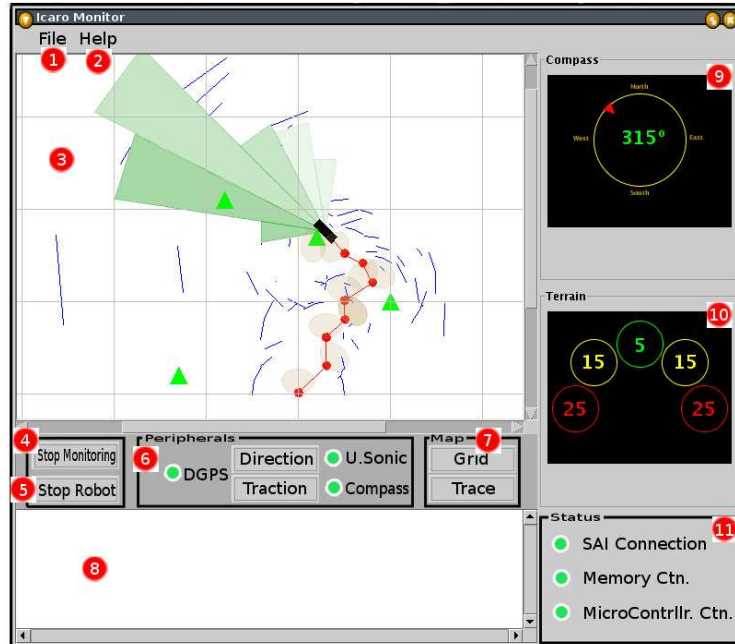 Icaro Monitor
File Help
1 2
3
Compass
9
North
West 315º East
South
Terrain
10
5
15 15
25 25
4 Stop Monitoring
5 Stop Robot
Peripherals
6 DGPS
Direction U.Sonic
Traction Compass
Map
7
Grid
Trace
8
Status
11
SAI Connection
Memory Ctn.
MicroContrllr. Ctn.